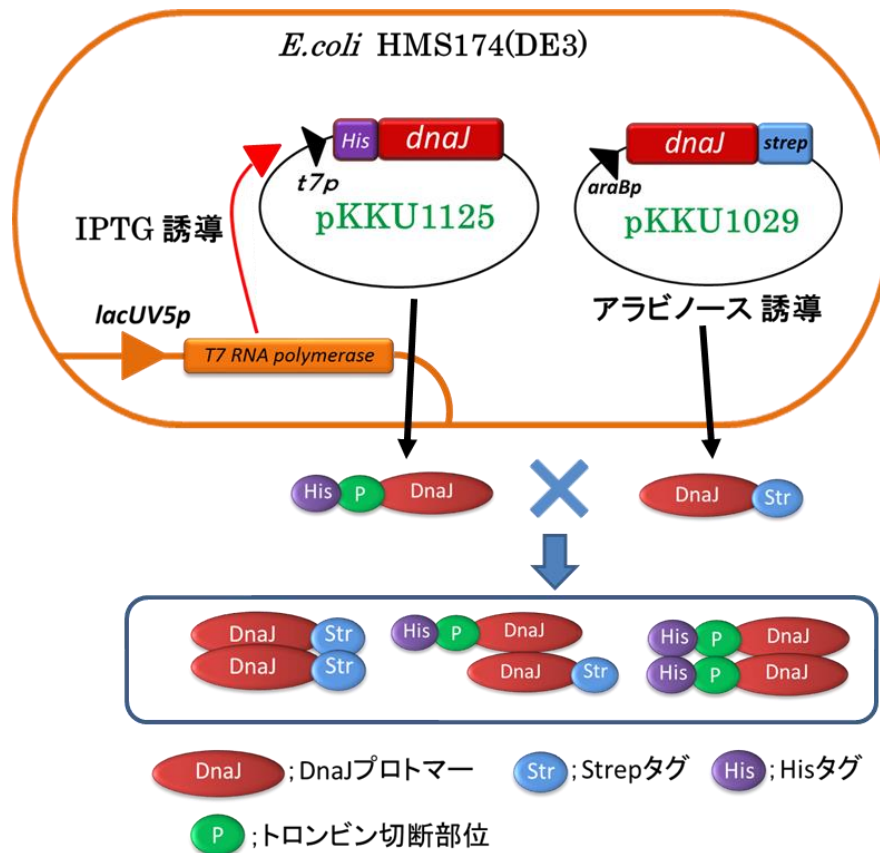 E.coli HMS174(DE3)
His dnaJ
t7p
pKKU1125
dnaJ strep
araBp
pKKU1029
IPTG 誘導
アラビノース 誘導
lacUV5p
T7 RNA polymerase
His P DnaJ
DnaJ Str
DnaJ Str
DnaJ Str
His P DnaJ
DnaJ Str
His P DnaJ
His P DnaJ
DnaJ ;DnaJプロトマー
Str ;Strepタグ
His ;Hisタグ
P ;トロンビン切断部位